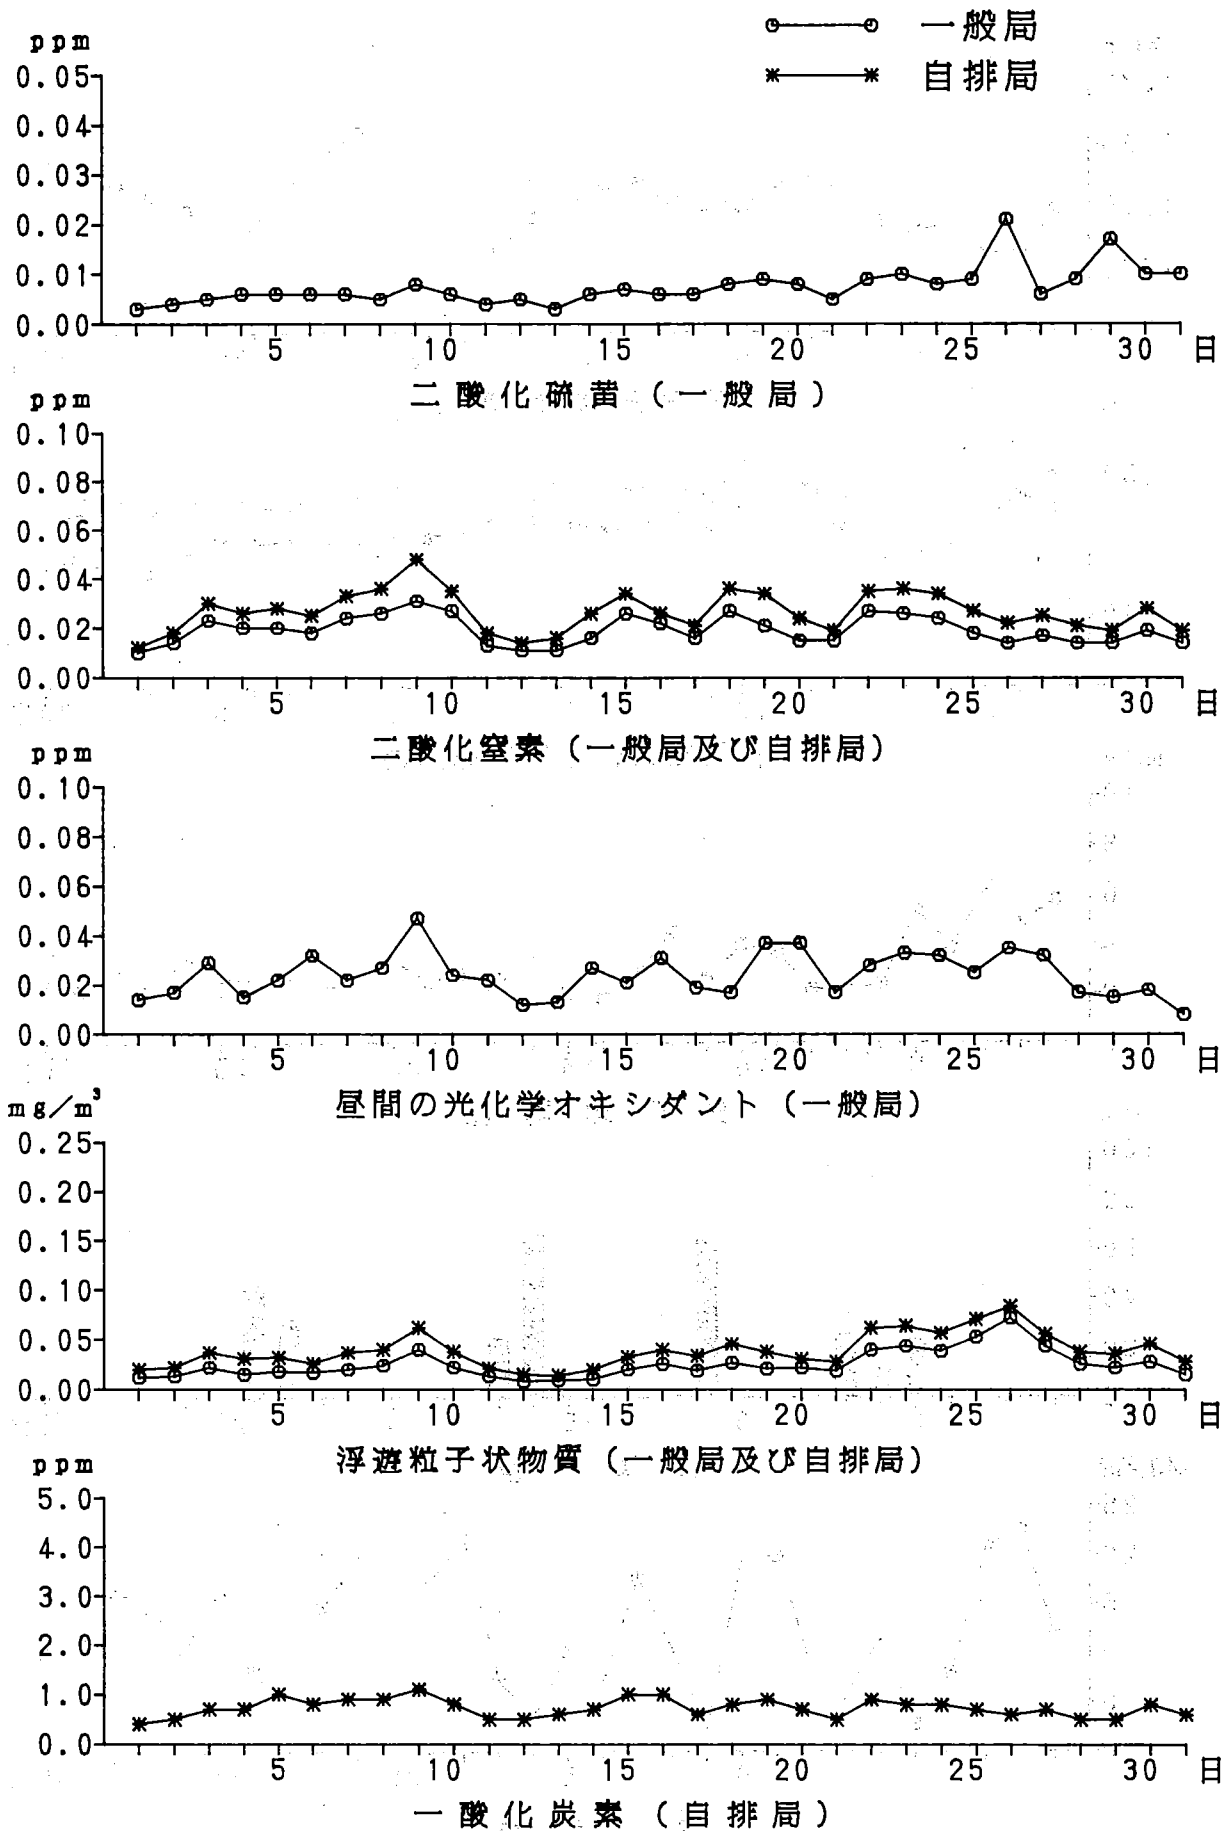 一般局
自排局
ppm
0.05
0.04
0.03
0.02
0.01
0.00
5 10 15 20 25 30 日
二酸化硫黄（一般局）
ppm
0.10
0.08
0.06
0.04
0.02
0.00
5 10 15 20 25 30 日
二酸化窒素（一般局及び自排局）
ppm
0.10
0.08
0.06
0.04
0.02
0.00
5 10 15 20 25 30 日
昼間の光化学オキシダント（一般局）
mg/m³
0.25
0.20
0.15
0.10
0.05
0.00
5 10 15 20 25 30 日
浮遊粒子状物質（一般局及び自排局）
ppm
5.0
4.0
3.0
2.0
1.0
0.0
5 10 15 20 25 30 日
一酸化炭素（自排局）